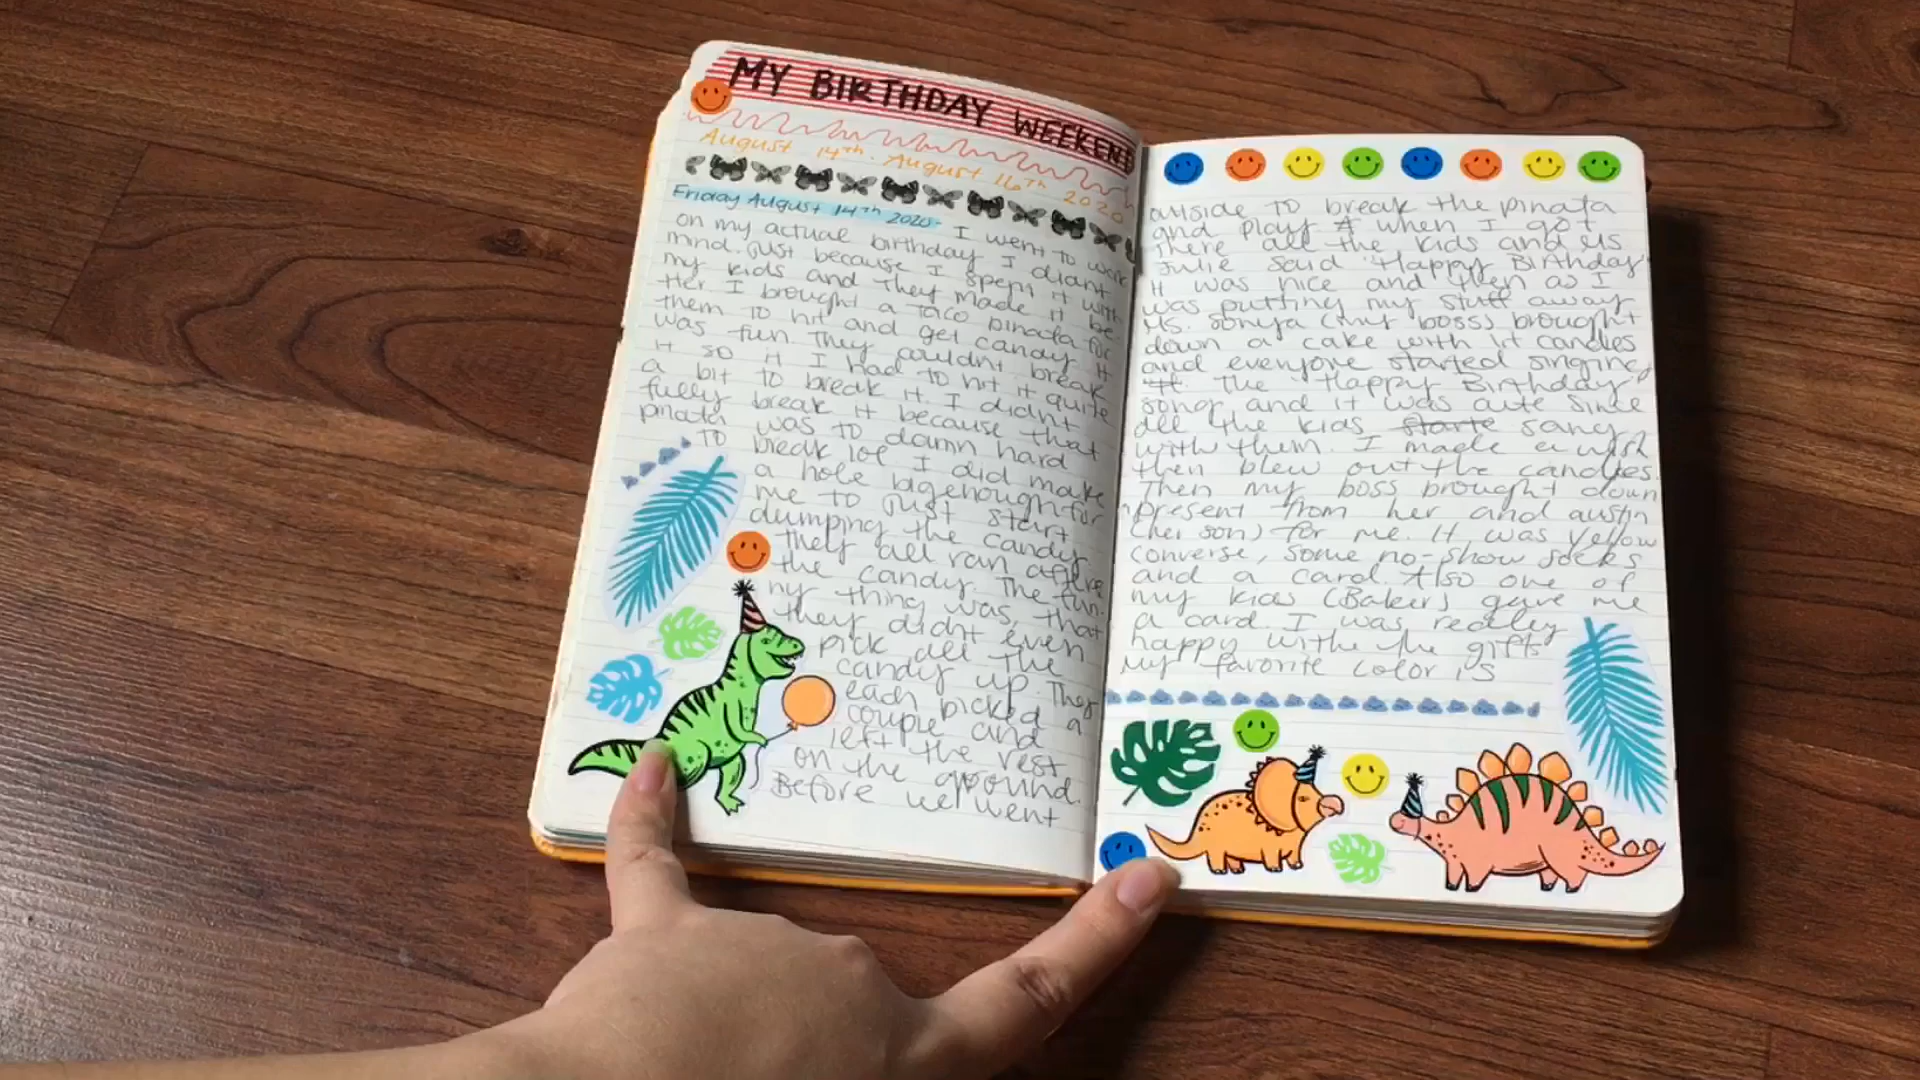 MY BIRTHDAY WEEKEND
August 14th - August 16th 2020
Friday August 14th 2020- I went to work
on my actual birthday I didnt
mind. Just because I spent it with
my kids and they made it be
tter I brought a Taco pinata for
them to hit and get candy it
was fun. They couldnt break
it so it I had to hit it quite
a bit to break it. I didnt
fully break it because that
pinata was to damn hard
to break lol I did make
a hole big enough for
me to just start
dumping the candy
they all ran after
the candy. The fun-
ny thing was, that
they didnt even
pick all the
candy up. They
each picked a
couple and
left the rest
on the ground.
Before we went
outside to break the pinata
and play # when I got
there all the kids and Ms
Julie said "Happy Birthday"
It was nice and then as I
was putting my stuff away
Ms. Sonya (my boss) brought
down a cake with lit candles
and everyone started singing
the "Happy Birthday"
song and it was cute since
all the kids starte sang
with them. I made a wish
then blew out the candles.
Then my boss brought down
present from her and austin
(her son) for me. It was yellow
converse, some no-show socks
and a card. Also one of
my kids (Baker) gave me
a card. I was realley
happy withe the gifts
My favorite color is